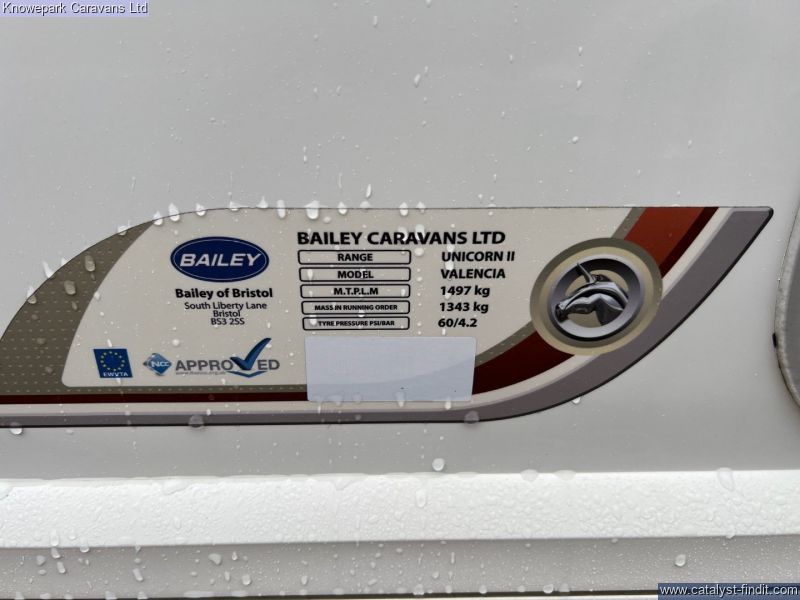 Knowepark Caravans Ltd
BAILEY
Bailey of Bristol
South Liberty Lane
Bristol
BS3 2SS
EWVTA
NCC APPROVED
BAILEY CARAVANS LTD
RANGE UNICORN II
MODEL VALENCIA
M.T.P.L.M 1497 kg
MASS IN RUNNING ORDER 1343 kg
TYRE PRESSURE PSI/BAR 60/4.2
www.catalyst-findit.com